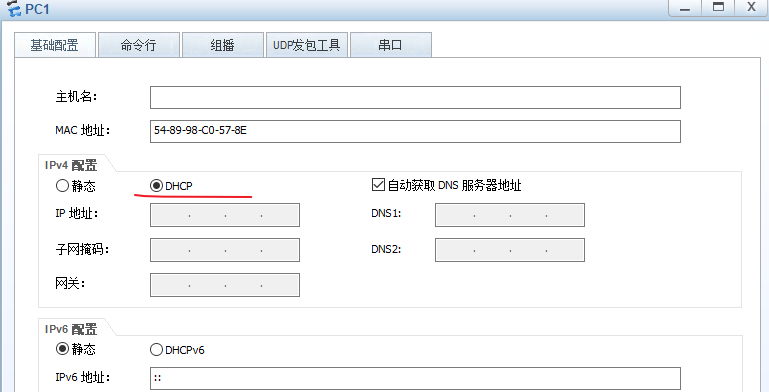 PC1
基础配置 命令行 组播 UDP发包工具 串口
主机名:
MAC 地址: 54-89-98-C0-57-8E
IPv4 配置
静态 DHCP 自动获取 DNS 服务器地址
IP 地址: . . . DNS1: . . .
子网掩码: . . . DNS2: . . .
网关: . . .
IPv6 配置
静态 DHCPv6
IPv6 地址: ::